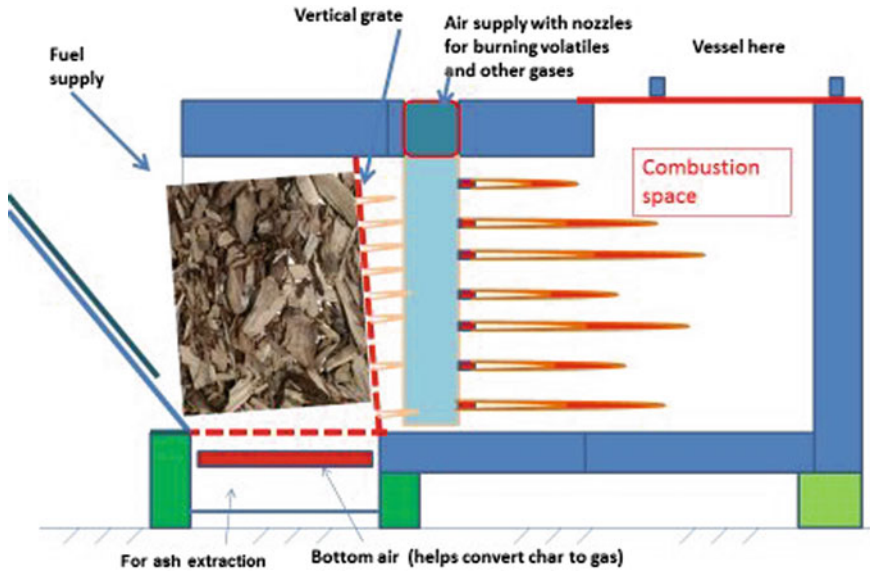 Vertical grate
Air supply with nozzles
for burning volatiles
and other gases
Vessel here
Fuel
supply
Combustion
space
For ash extraction
Bottom air (helps convert char to gas)